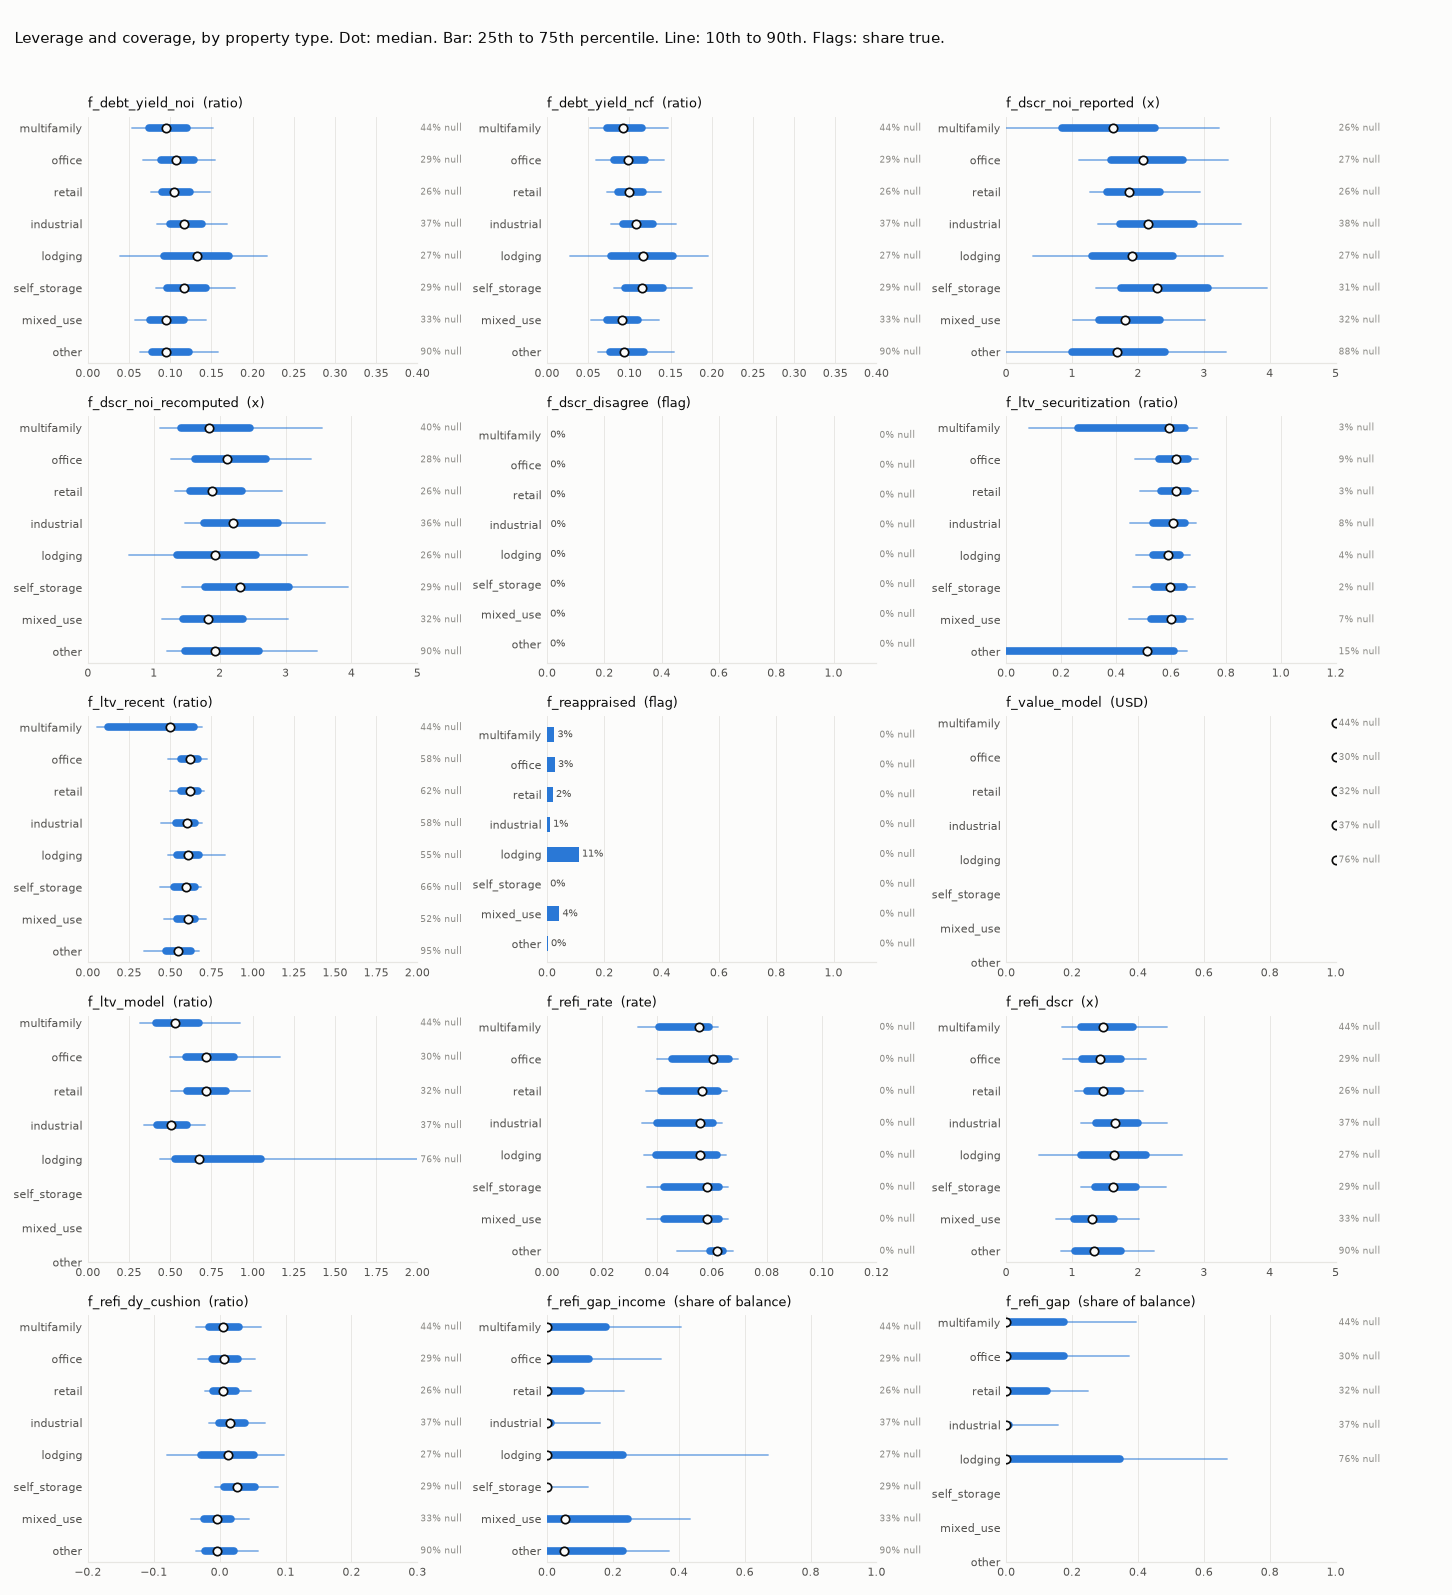 Leverage and coverage, by property type. Dot: median. Bar: 25th to 75th percentile. Line: 10th to 90th. Flags: share true.
f_debt_yield_noi (ratio)
multifamily 44% null
office 29% null
retail 26% null
industrial 37% null
lodging 27% null
self_storage 29% null
mixed_use 33% null
other 90% null
0.00 0.05 0.10 0.15 0.20 0.25 0.30 0.35 0.40
f_debt_yield_ncf (ratio)
multifamily 44% null
office 29% null
retail 26% null
industrial 37% null
lodging 27% null
self_storage 29% null
mixed_use 33% null
other 90% null
0.00 0.05 0.10 0.15 0.20 0.25 0.30 0.35 0.40
f_dscr_noi_reported (x)
multifamily 26% null
office 27% null
retail 26% null
industrial 38% null
lodging 27% null
self_storage 31% null
mixed_use 32% null
other 88% null
0 1 2 3 4 5
f_dscr_noi_recomputed (x)
multifamily 40% null
office 28% null
retail 26% null
industrial 36% null
lodging 26% null
self_storage 29% null
mixed_use 32% null
other 90% null
0 1 2 3 4 5
f_dscr_disagree (flag)
multifamily 0% 0% null
office 0% 0% null
retail 0% 0% null
industrial 0% 0% null
lodging 0% 0% null
self_storage 0% 0% null
mixed_use 0% 0% null
other 0% 0% null
0.0 0.2 0.4 0.6 0.8 1.0
f_ltv_securitization (ratio)
multifamily 3% null
office 9% null
retail 3% null
industrial 8% null
lodging 4% null
self_storage 2% null
mixed_use 7% null
other 15% null
0.0 0.2 0.4 0.6 0.8 1.0 1.2
f_ltv_recent (ratio)
multifamily 44% null
office 58% null
retail 62% null
industrial 58% null
lodging 55% null
self_storage 66% null
mixed_use 52% null
other 95% null
0.00 0.25 0.50 0.75 1.00 1.25 1.50 1.75 2.00
f_reappraised (flag)
multifamily 3% 0% null
office 3% 0% null
retail 2% 0% null
industrial 1% 0% null
lodging 11% 0% null
self_storage 0% 0% null
mixed_use 4% 0% null
other 0% 0% null
0.0 0.2 0.4 0.6 0.8 1.0
f_value_model (USD)
multifamily 44% null
office 30% null
retail 32% null
industrial 37% null
lodging 76% null
self_storage
mixed_use
other
0.0 0.2 0.4 0.6 0.8 1.0
f_ltv_model (ratio)
multifamily 44% null
office 30% null
retail 32% null
industrial 37% null
lodging 76% null
self_storage
mixed_use
other
0.00 0.25 0.50 0.75 1.00 1.25 1.50 1.75 2.00
f_refi_rate (rate)
multifamily 0% null
office 0% null
retail 0% null
industrial 0% null
lodging 0% null
self_storage 0% null
mixed_use 0% null
other 0% null
0.00 0.02 0.04 0.06 0.08 0.10 0.12
f_refi_dscr (x)
multifamily 44% null
office 29% null
retail 26% null
industrial 37% null
lodging 27% null
self_storage 29% null
mixed_use 33% null
other 90% null
0 1 2 3 4 5
f_refi_dy_cushion (ratio)
multifamily 44% null
office 29% null
retail 26% null
industrial 37% null
lodging 27% null
self_storage 29% null
mixed_use 33% null
other 90% null
−0.2 −0.1 0.0 0.1 0.2 0.3
f_refi_gap_income (share of balance)
multifamily 44% null
office 29% null
retail 26% null
industrial 37% null
lodging 27% null
self_storage 29% null
mixed_use 33% null
other 90% null
0.0 0.2 0.4 0.6 0.8 1.0
f_refi_gap (share of balance)
multifamily 44% null
office 30% null
retail 32% null
industrial 37% null
lodging 76% null
self_storage
mixed_use
other
0.0 0.2 0.4 0.6 0.8 1.0